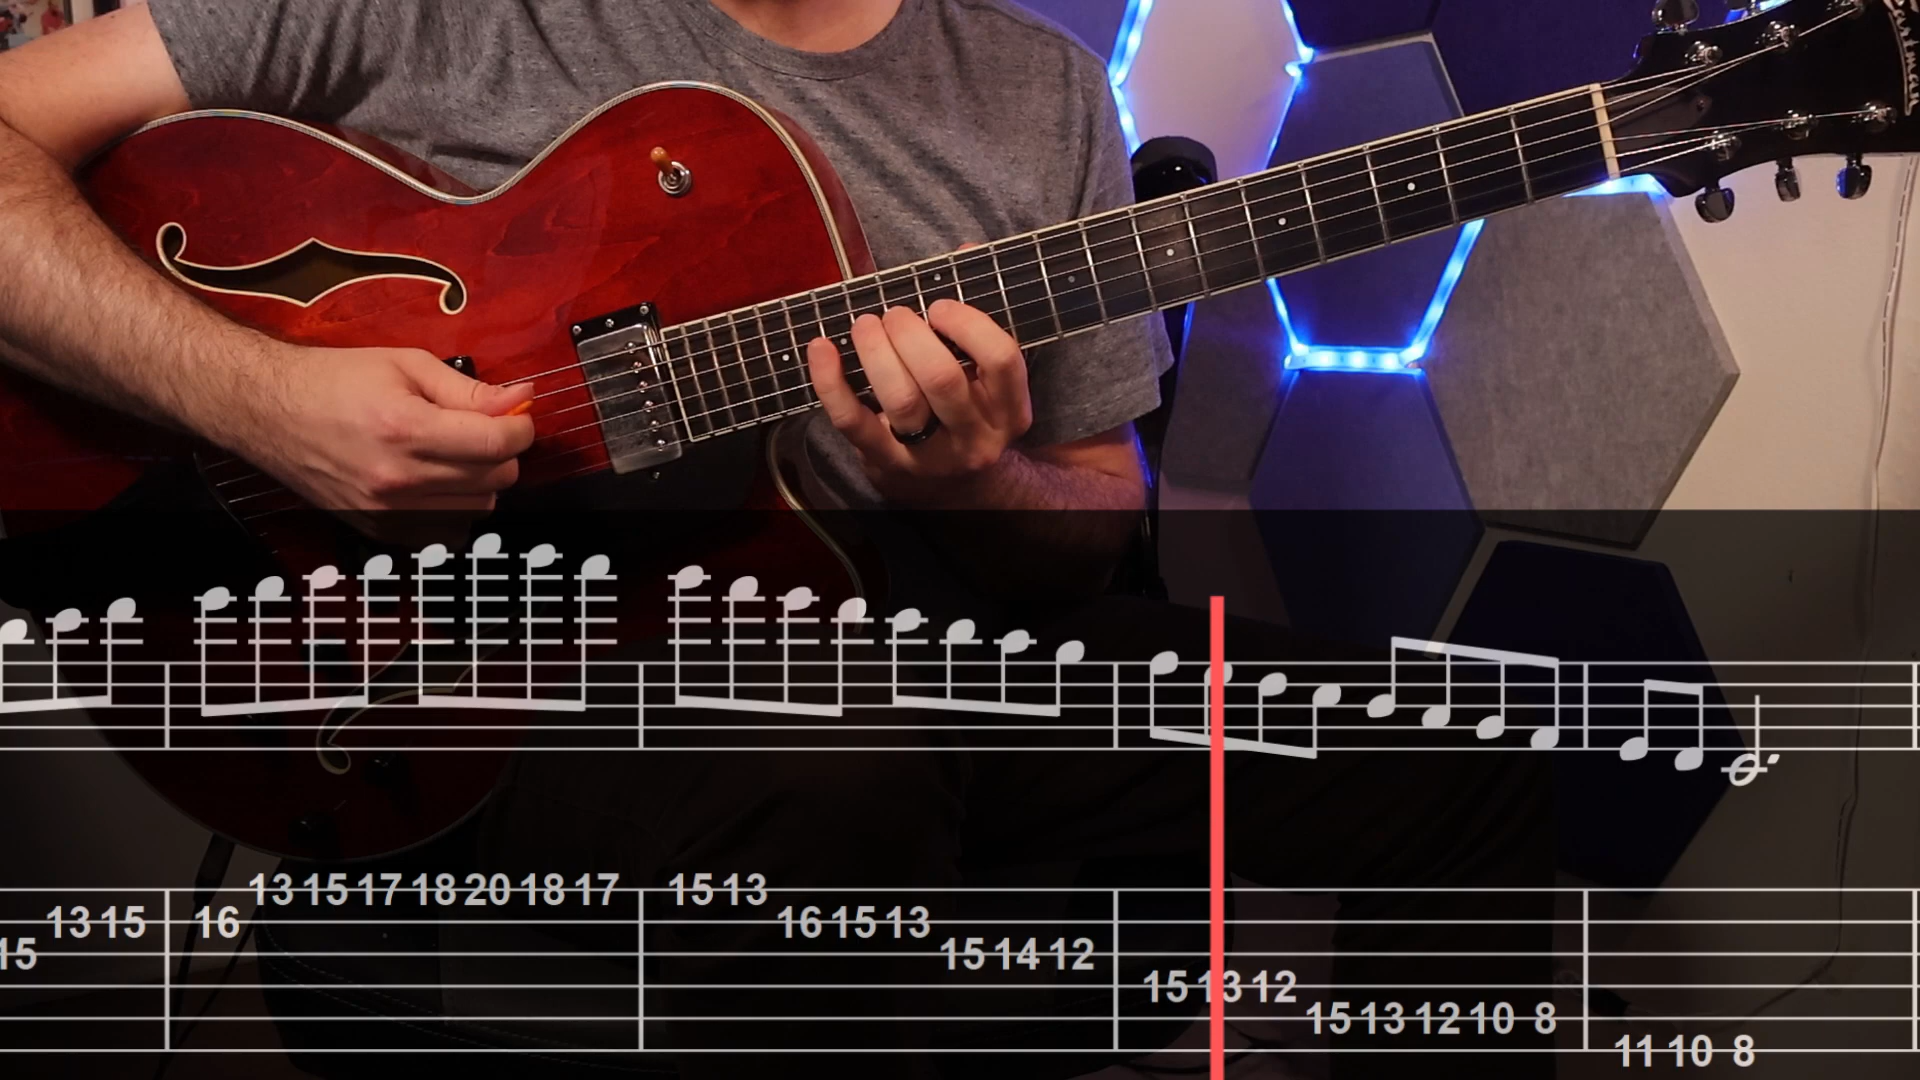 Eastman
13 15 17 18 20 18 17 15 13
13 15 16 16 15 13
15 15 14 12
15 13 12
15 13 12 10 8
11 10 8